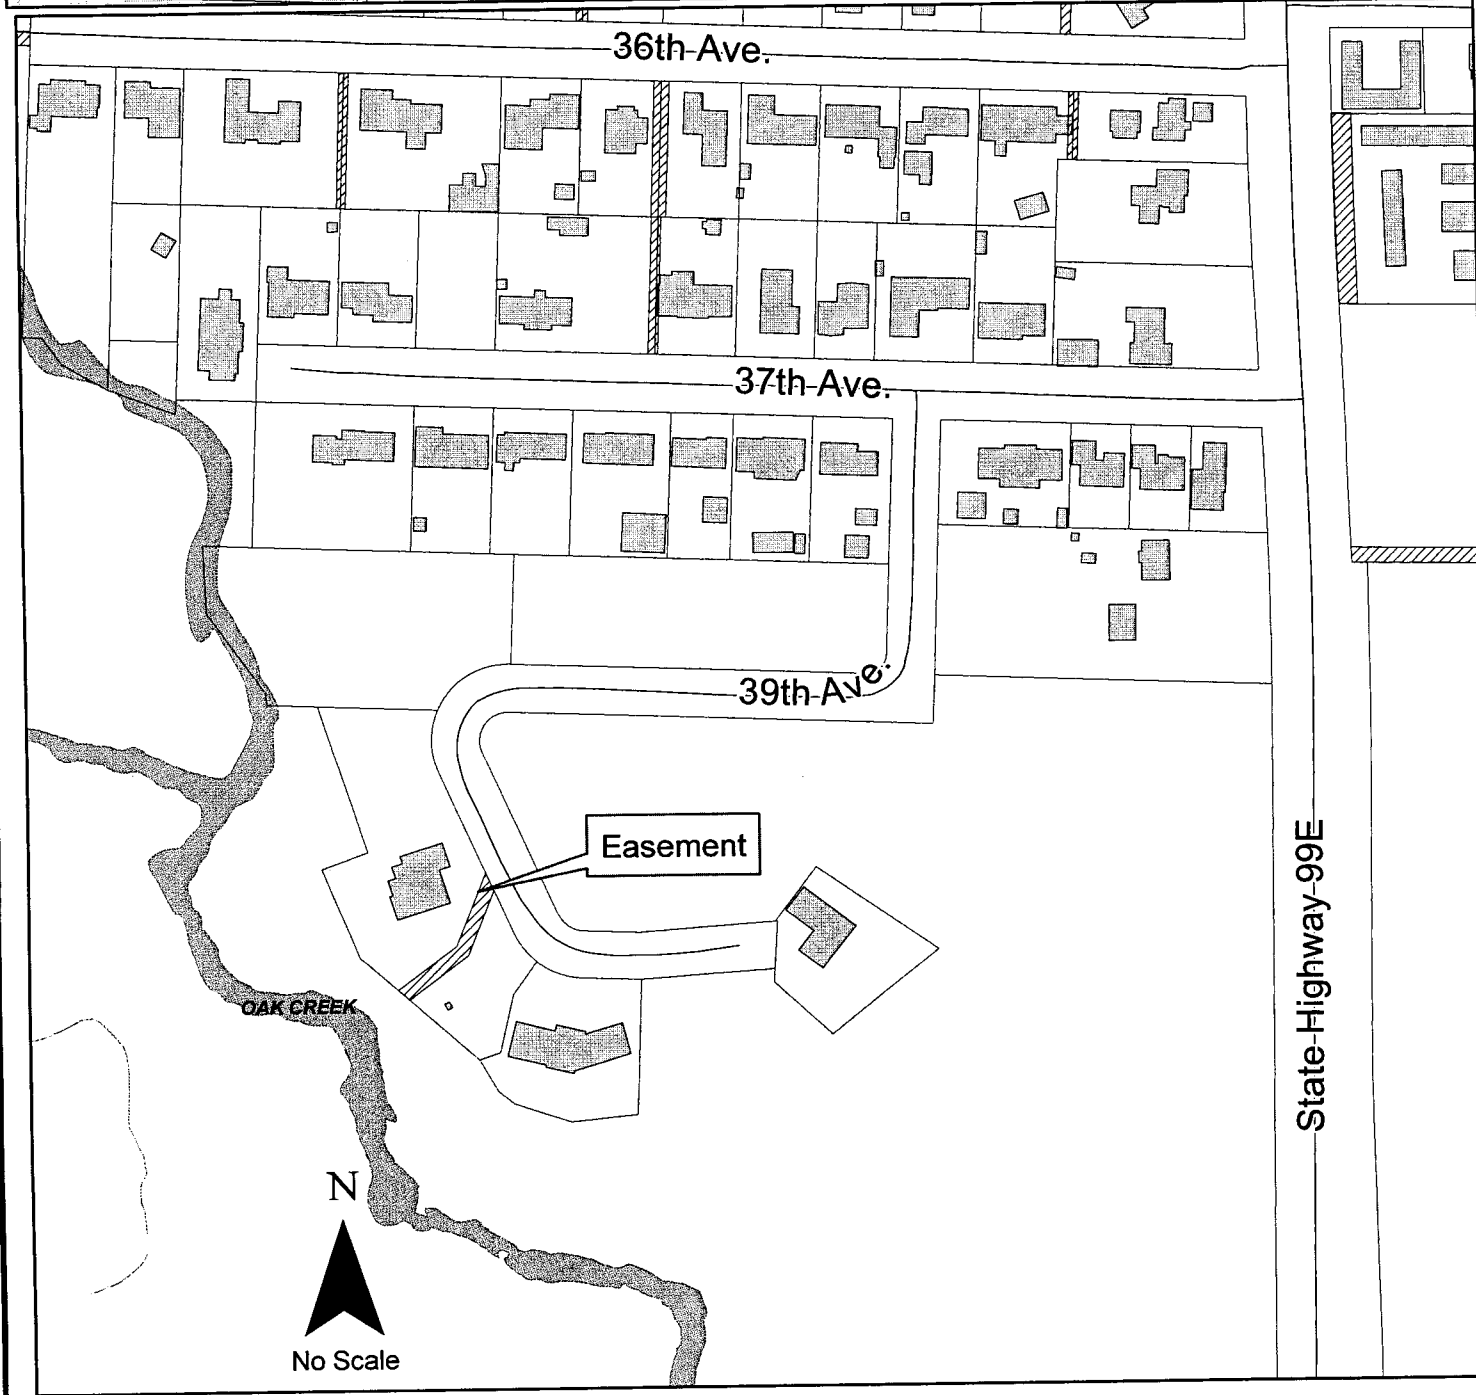 36th Ave.
37th Ave.
39th Ave.
Easement
State Highway 99E
OAK CREEK
N
No Scale